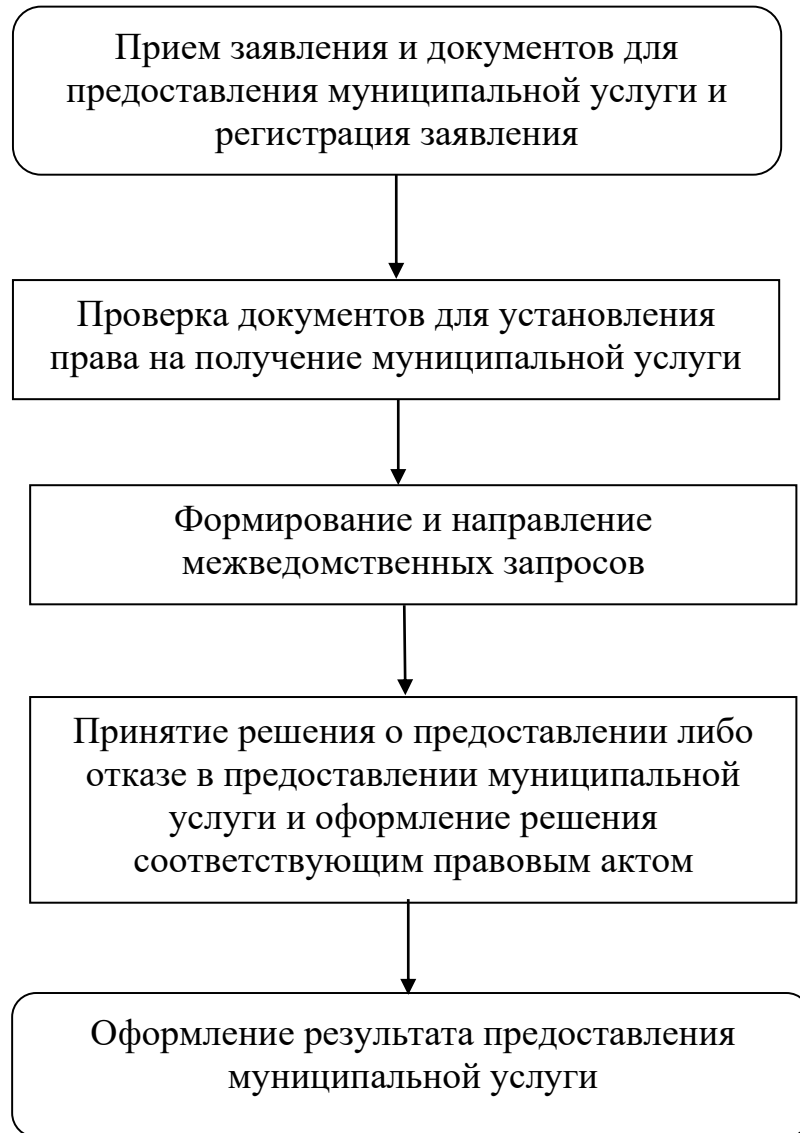 Прием заявления и документов для
предоставления муниципальной услуги и
регистрация заявления
Проверка документов для установления
права на получение муниципальной услуги
Формирование и направление
межведомственных запросов
Принятие решения о предоставлении либо
отказе в предоставлении муниципальной
услуги и оформление решения
соответствующим правовым актом
Оформление результата предоставления
муниципальной услуги